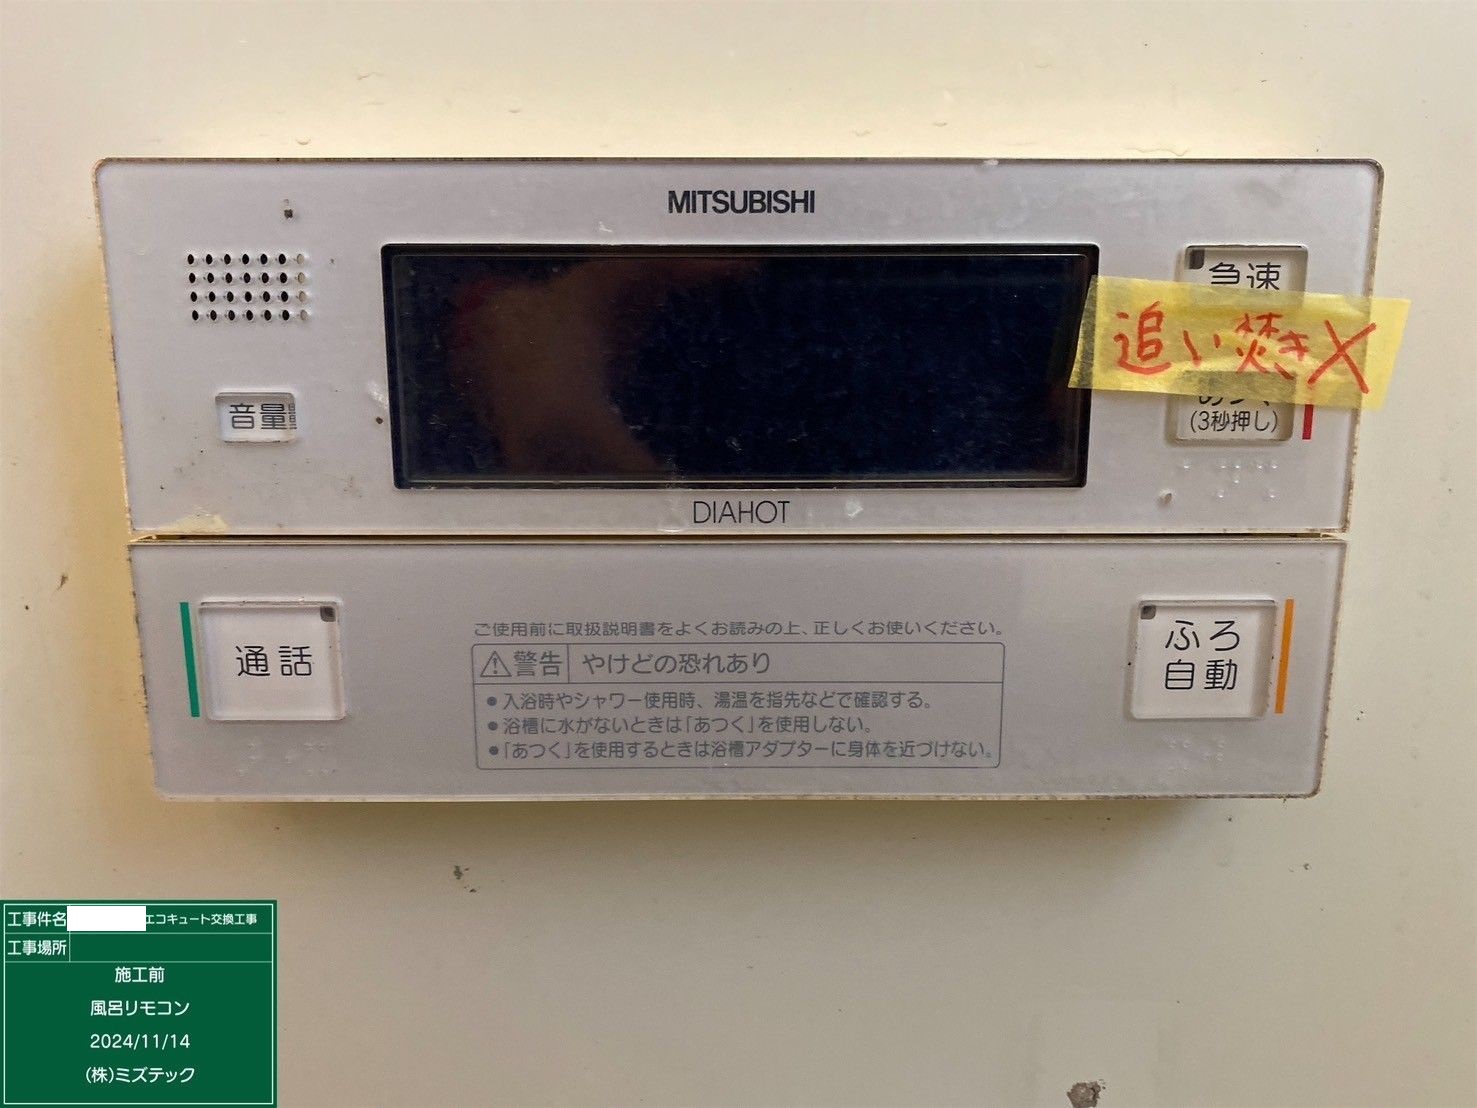 MITSUBISHI
急速
追い焚き×
(3秒押し)
音量
DIAHOT
通話
ふろ
自動
ご使用前に取扱説明書をよくお読みの上、正しくお使いください。
警告 やけどの恐れあり
●入浴時やシャワー使用時、湯温を指先などで確認する。
●浴槽に水がないときは「あつく」を使用しない。
●「あつく」を使用するときは浴槽アダプターに身体を近づけない。
工事件名 エコキュート交換工事
工事場所
施工前
風呂リモコン
2024/11/14
(株)ミズテック